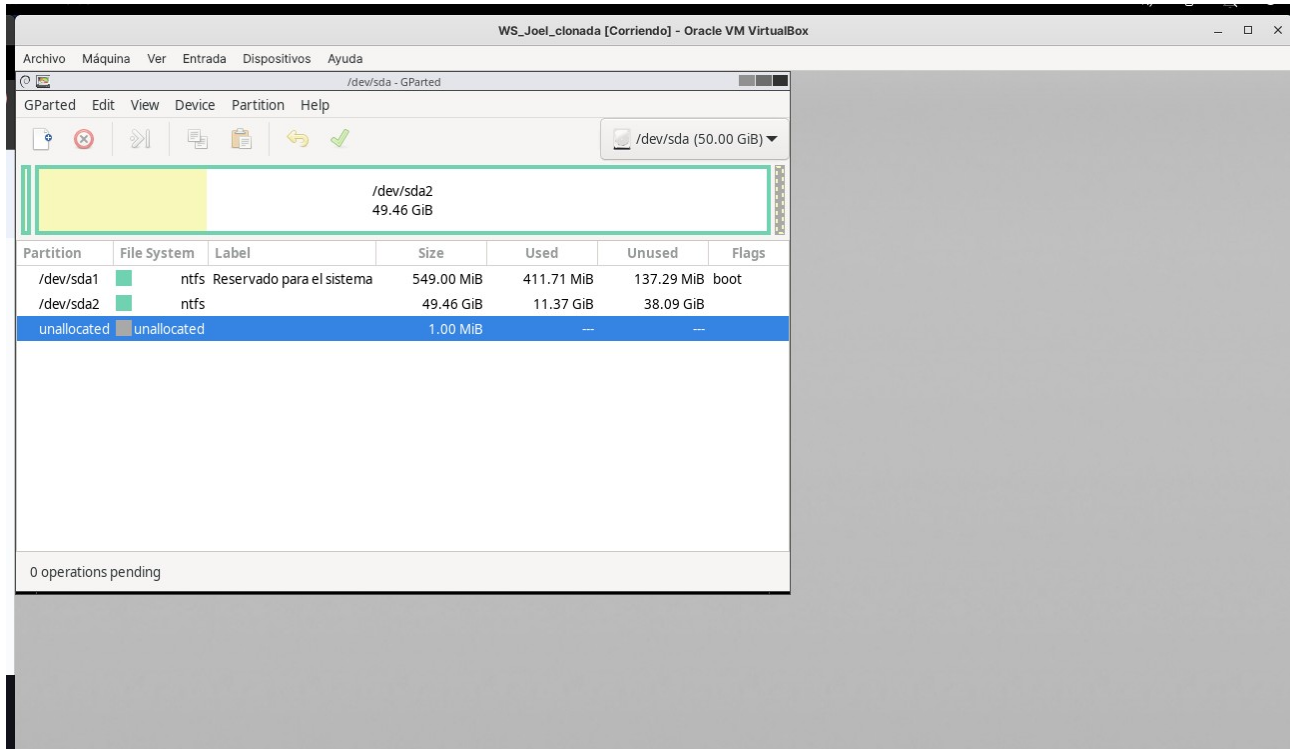 WS_Joel_clonada [Corriendo] - Oracle VM VirtualBox
Archivo Máquina Ver Entrada Dispositivos Ayuda
/dev/sda - GParted
GParted Edit View Device Partition Help
/dev/sda (50.00 GiB)
/dev/sda2
49.46 GiB
Partition File System Label Size Used Unused Flags
/dev/sda1 ntfs Reservado para el sistema 549.00 MiB 411.71 MiB 137.29 MiB boot
/dev/sda2 ntfs 49.46 GiB 11.37 GiB 38.09 GiB
unallocated unallocated 1.00 MiB --- ---
0 operations pending